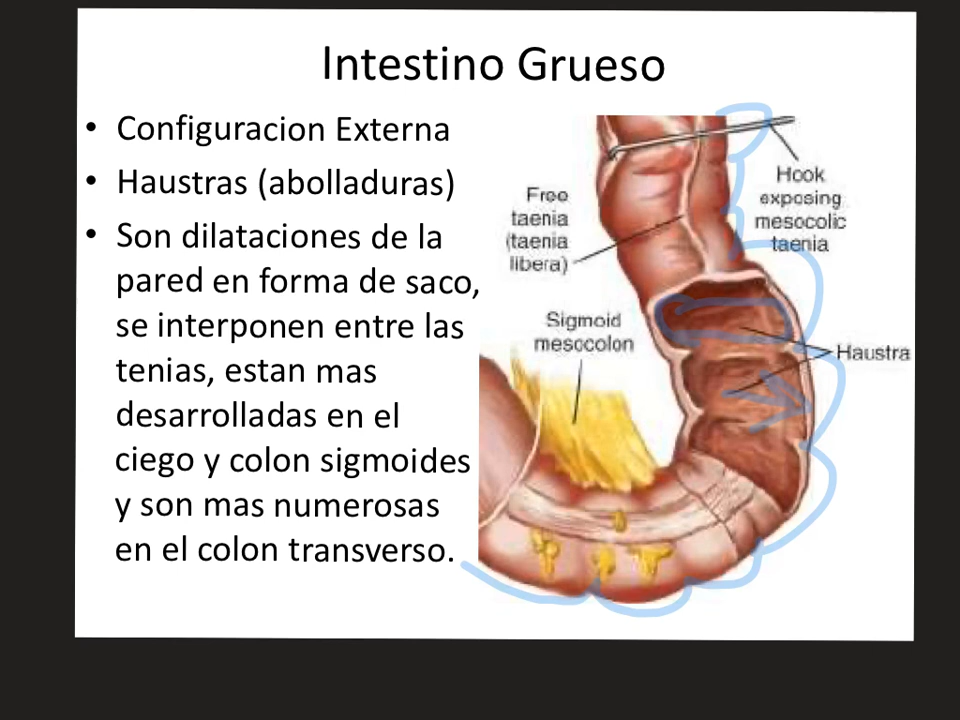 Intestino Grueso
• Configuracion Externa
• Haustras (abolladuras)
• Son dilataciones de la
pared en forma de saco,
se interponen entre las
tenias, estan mas
desarrolladas en el
ciego y colon sigmoides
y son mas numerosas
en el colon transverso.
Free
taenia
(taenia
libera)
Hook
exposing
mesocolic
taenia
Sigmoid
mesocolon
Haustra